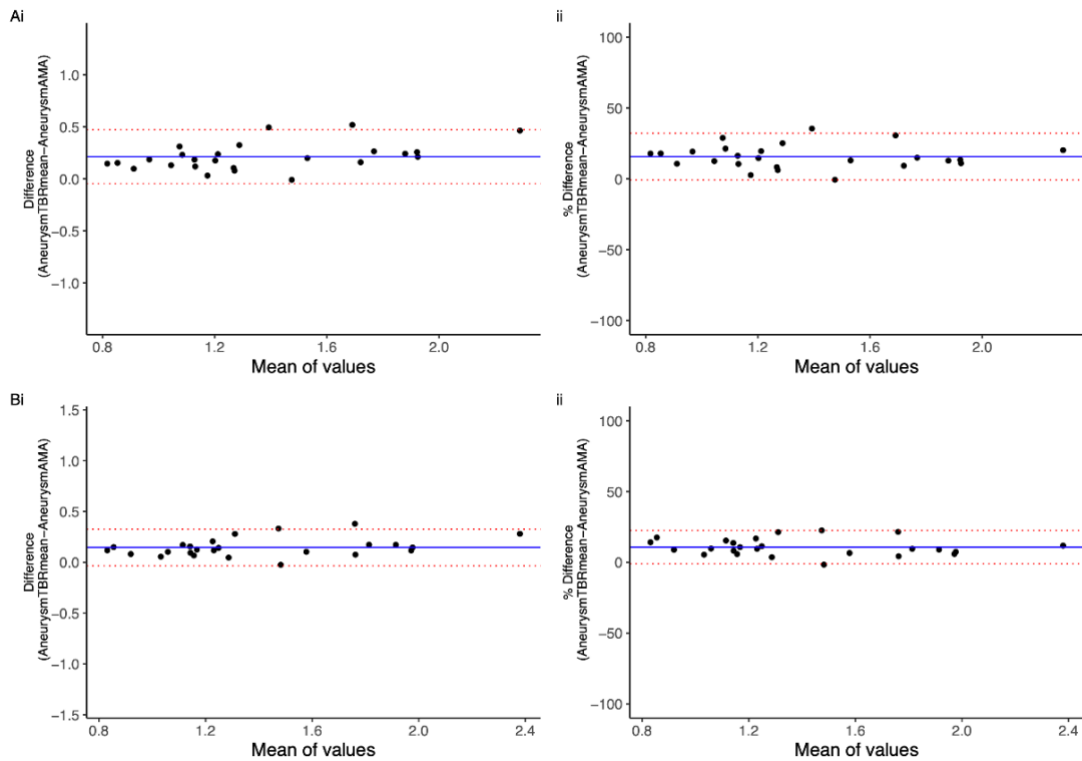 Ai
Difference
(AneurysmTBRmean−AneurysmAMA)
1.0
0.5
0.0
−0.5
−1.0
0.8 1.2 1.6 2.0
Mean of values
ii
% Difference
(AneurysmTBRmean−AneurysmAMA)
100
50
0
−50
−100
0.8 1.2 1.6 2.0
Mean of values
Bi
Difference
(AneurysmTBRmean−AneurysmAMA)
1.5
1.0
0.5
0.0
−0.5
−1.0
−1.5
0.8 1.2 1.6 2.0 2.4
Mean of values
ii
% Difference
(AneurysmTBRmean−AneurysmAMA)
100
50
0
−50
−100
0.8 1.2 1.6 2.0 2.4
Mean of values